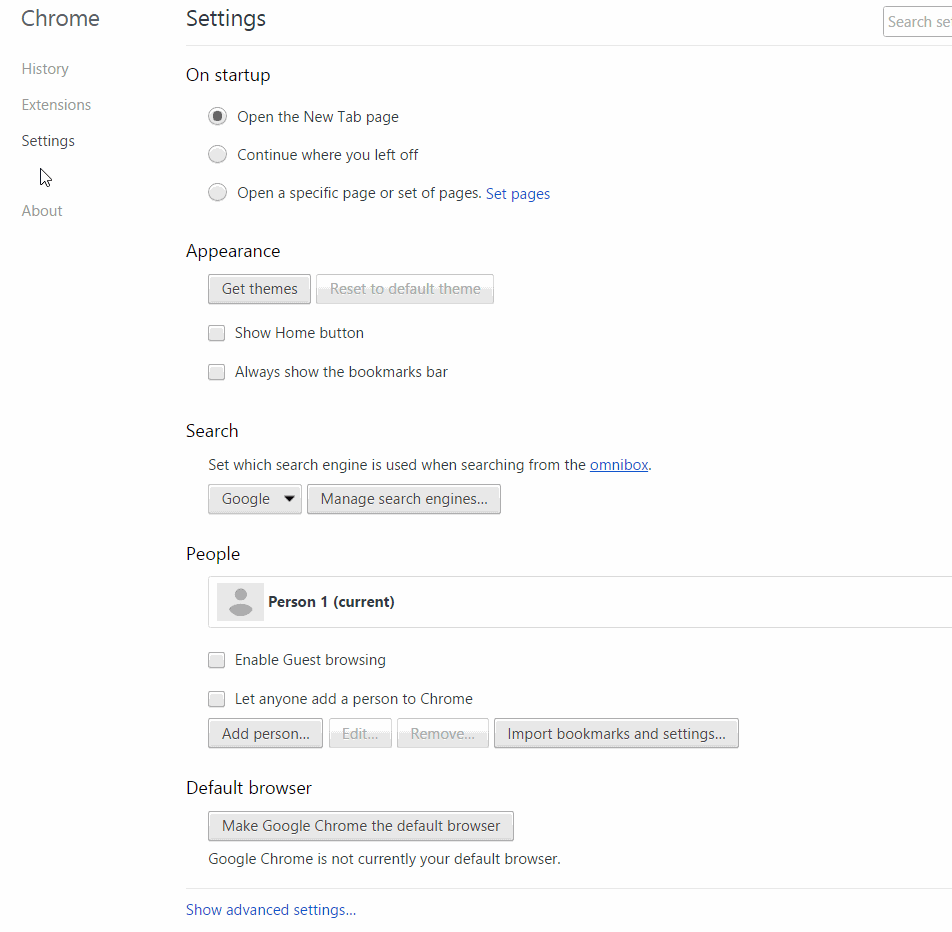 Chrome
Settings
Search se
History
Extensions
Settings
About
On startup
Open the New Tab page
Continue where you left off
Open a specific page or set of pages. Set pages
Appearance
Get themes Reset to default theme
Show Home button
Always show the bookmarks bar
Search
Set which search engine is used when searching from the omnibox.
Google Manage search engines...
People
Person 1 (current)
Enable Guest browsing
Let anyone add a person to Chrome
Add person... Edit... Remove... Import bookmarks and settings...
Default browser
Make Google Chrome the default browser
Google Chrome is not currently your default browser.
Show advanced settings...